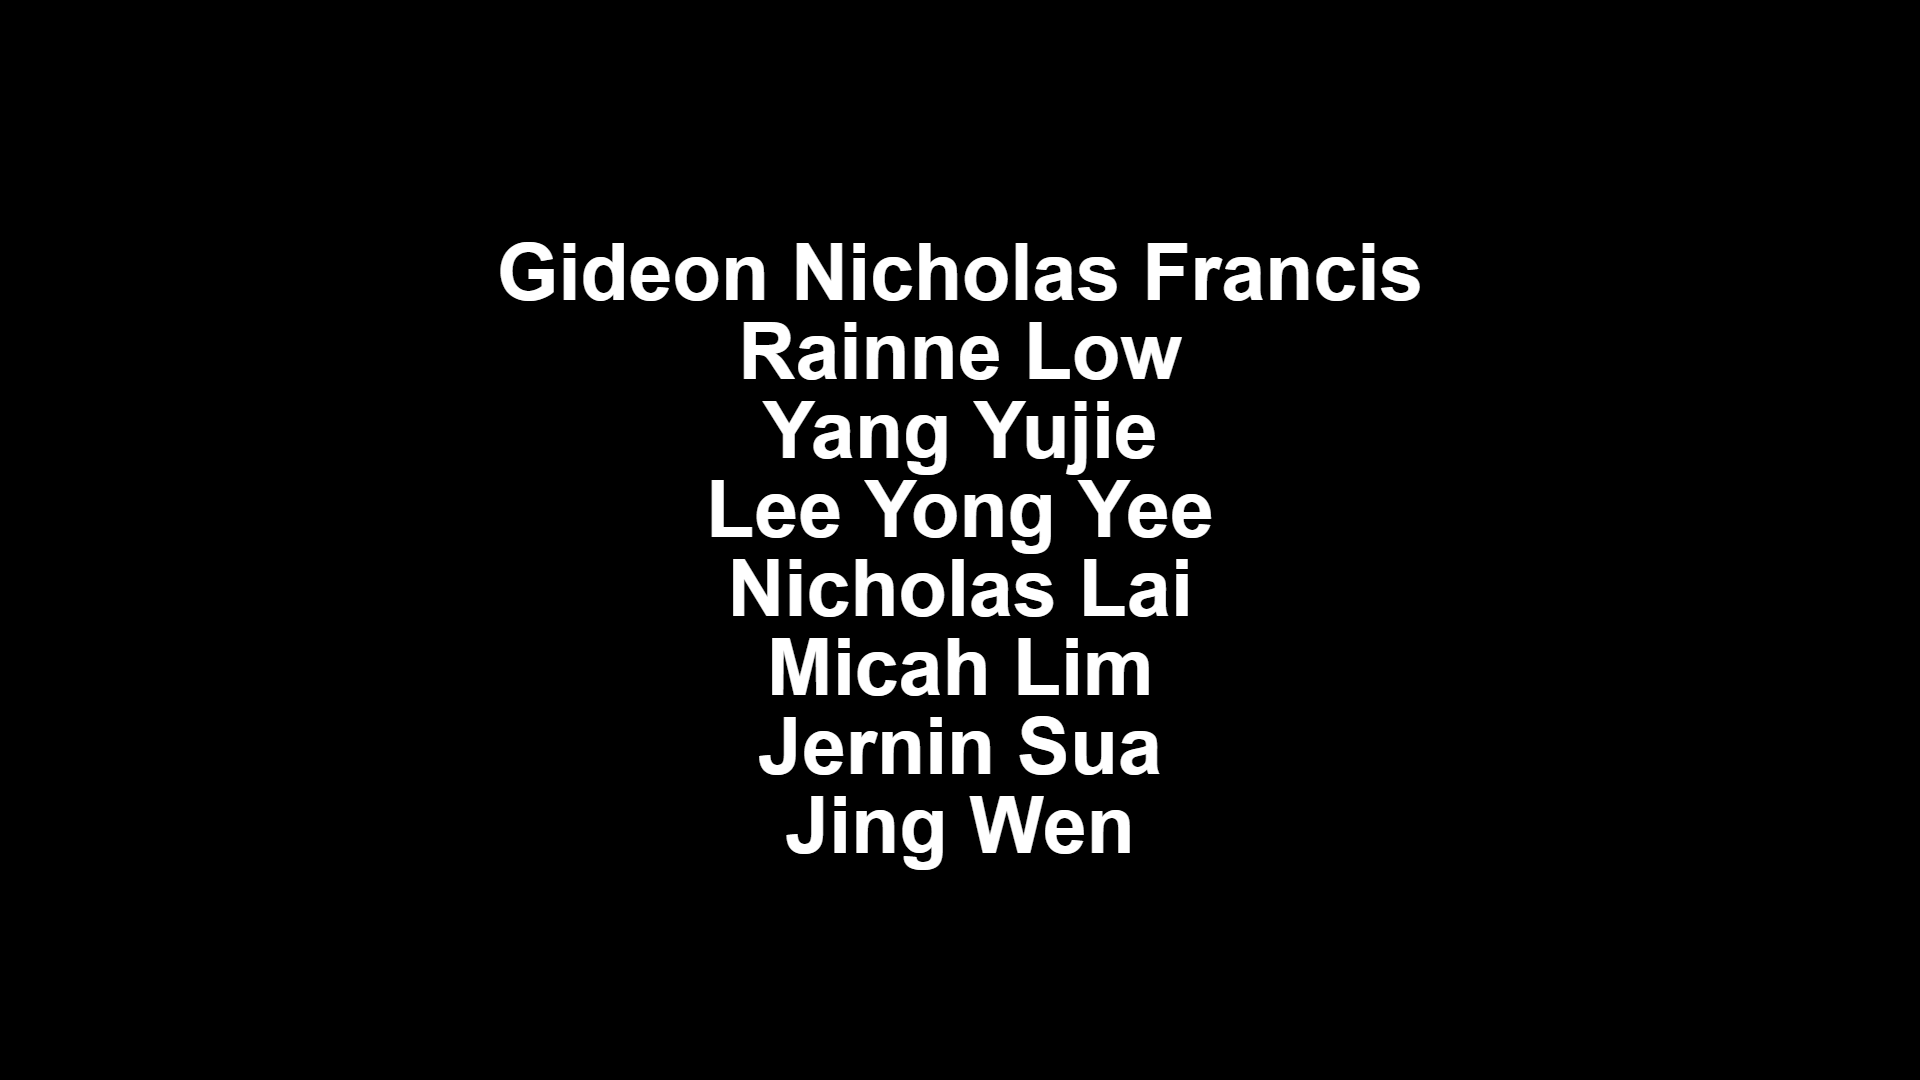 Gideon Nicholas Francis
Rainne Low
Yang Yujie
Lee Yong Yee
Nicholas Lai
Micah Lim
Jernin Sua
Jing Wen